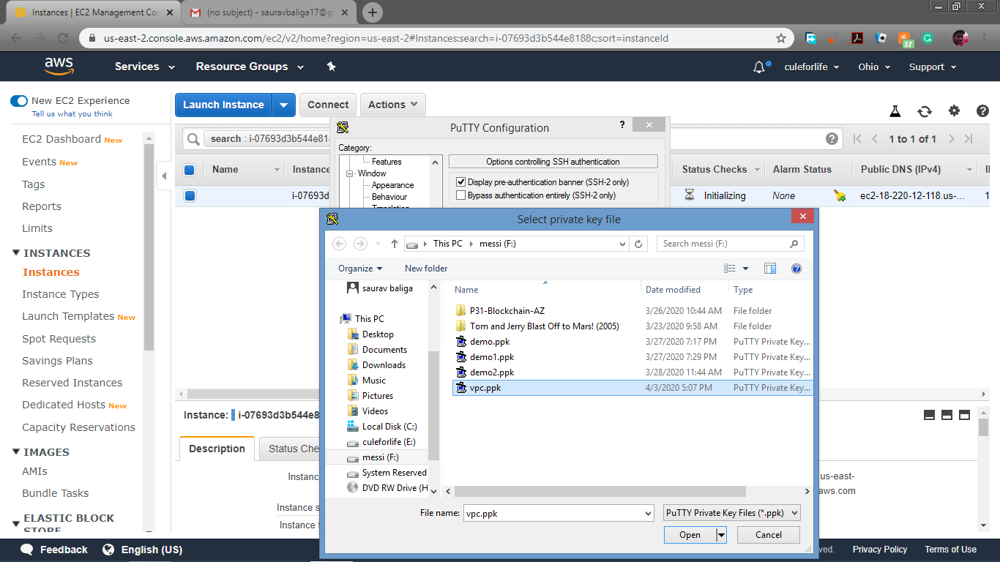 Instances | EC2 Management Con
(no subject) - sauravbaliga17@g
us-east-2.console.aws.amazon.com/ec2/v2/home?region=us-east-2#Instances:search=i-07693d3b544e8188c;sort=instanceId
37
aws
Services
Resource Groups
culeforlife
Ohio
Support
New EC2 Experience
Tell us what you think
EC2 Dashboard New
Events New
Tags
Reports
Limits
INSTANCES
Instances
Instance Types
Launch Templates New
Spot Requests
Savings Plans
Reserved Instances
Dedicated Hosts New
Capacity Reservations
IMAGES
AMIs
Bundle Tasks
ELASTIC BLOCK
STORE
Launch Instance
Connect
Actions
search : i-07693d3b544e81
1 to 1 of 1
Name
Instance
Status Checks
Alarm Status
Public DNS (IPv4)
i-07693d
Initializing
None
ec2-18-220-12-118.us-...
1
PuTTY Configuration
?
Category:
Features
Window
Appearance
Behaviour
Translation
Options controlling SSH authentication
Display pre-authentication banner (SSH-2 only)
Bypass authentication entirely (SSH-2 only)
Select private key file
This PC
messi (F:)
Search messi (F:)
Organize
New folder
saurav baliga
This PC
Desktop
Documents
Downloads
Music
Pictures
Videos
Local Disk (C:)
culeforlife (E:)
messi (F:)
System Reserved
DVD RW Drive (H
Name
Date modified
Type
P31-Blockchain-AZ 3/26/2020 10:44 AM File folder
Tom and Jerry Blast Off to Mars! (2005) 3/23/2020 9:58 AM File folder
demo.ppk 3/27/2020 7:17 PM PuTTY Private Key...
demo1.ppk 3/27/2020 7:29 PM PuTTY Private Key...
demo2.ppk 3/28/2020 11:44 AM PuTTY Private Key...
vpc.ppk 4/3/2020 5:07 PM PuTTY Private Key...
File name:
vpc.ppk
PuTTY Private Key Files (*.ppk)
Open
Cancel
Instance:
i-07693d3b544e8
Description
Status Che
Instanc
Instance s
Instance
us-east-
aws.com
Feedback
English (US)
ved.
Privacy Policy
Terms of Use